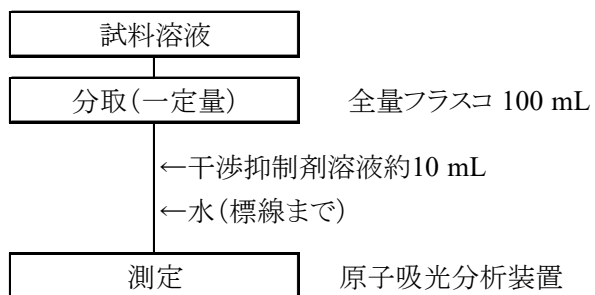 試料溶液
分取(一定量) 全量フラスコ 100 mL
←干渉抑制剤溶液約10 mL
←水(標線まで)
測定 原子吸光分析装置